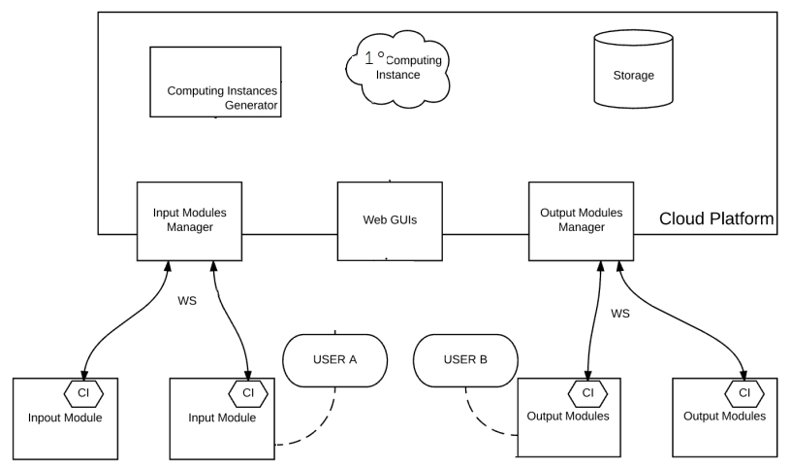 1°Computing
Instance
Computing Instances
Generator
Storage
Input Modules
Manager
Web GUIs
Output Modules
Manager
Cloud Platform
WS
WS
USER A
USER B
CI
CI
CI
CI
Inpout Module
Input Module
Output Modules
Output Modules